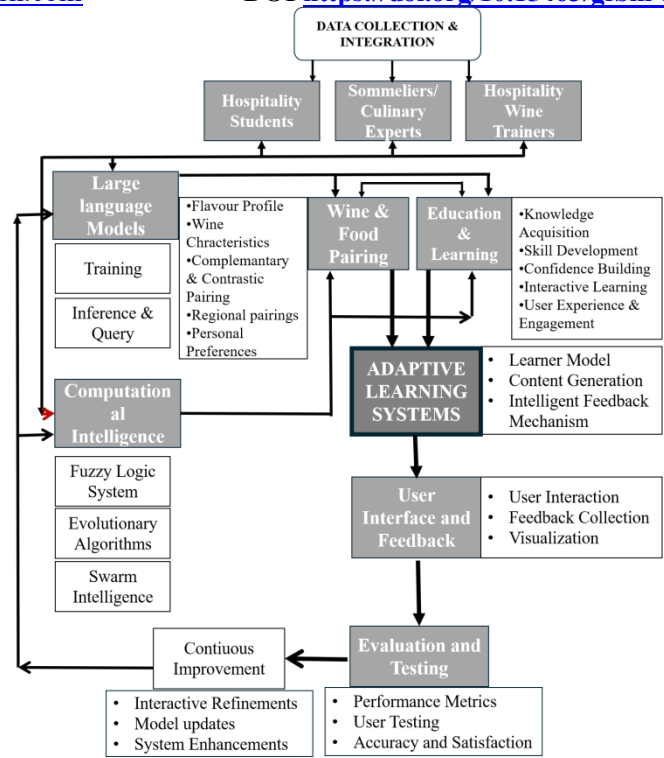 DATA COLLECTION &
INTEGRATION
Hospitality
Students
Sommeliers/
Culinary
Experts
Hospitality
Wine
Trainers
Large
language
Models
Training
Inference &
Query
•Flavour Profile
•Wine
Chracteristics
•Complemantary
& Contrastic
Pairing
•Regional pairings
•Personal
Preferences
Wine &
Food
Pairing
Education
&
Learning
•Knowledge
Acquisition
•Skill Development
•Confidence Building
•Interactive Learning
•User Experience &
Engagement
Computation
al
Intelligence
Fuzzy Logic
System
Evolutionary
Algorithms
Swarm
Intelligence
ADAPTIVE
LEARNING
SYSTEMS
• Learner Model
• Content Generation
• Intelligent Feedback
Mechanism
User
Interface and
Feedback
• User Interaction
• Feedback Collection
• Visualization
Evaluation and
Testing
• Performance Metrics
• User Testing
• Accuracy and Satisfaction
Contiuous
Improvement
• Interactive Refinements
• Model updates
• System Enhancements